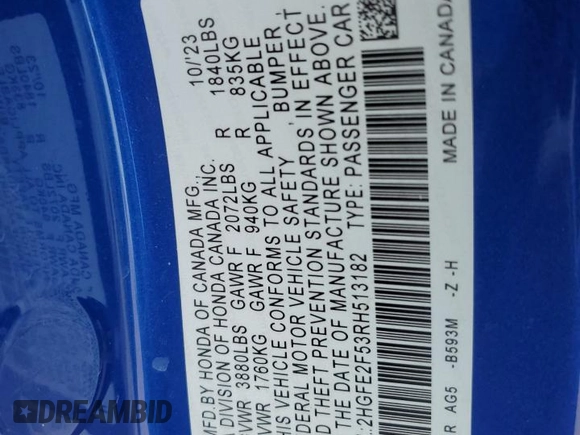 MFD.BY HONDA OF CANADA MFG., 10/'23
A DIVISION OF HONDA CANADA INC.
GVWR 3880LBS GAWR F 2072LBS R 1840LBS
GVWR 1760KG GAWR F 940KG R 835KG
THIS VEHICLE CONFORMS TO ALL APPLICABLE
FEDERAL MOTOR VEHICLE SAFETY, BUMPER,
AND THEFT PREVENTION STANDARDS IN EFFECT
THE DATE OF MANUFACTURE SHOWN ABOVE.
:2HGFE2F53RH513182 TYPE: PASSENGER CAR
R AG5 -B593M -Z -H MADE IN CANADA
DREAMBID